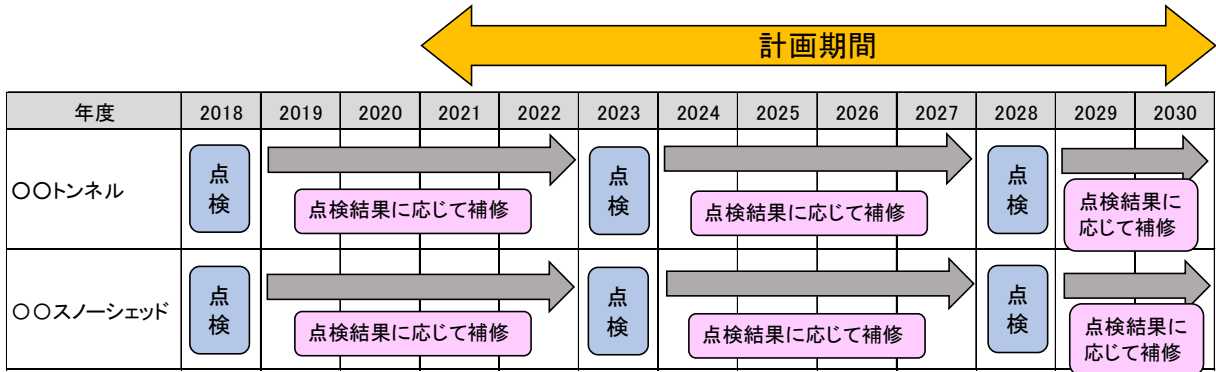 計画期間
年度 2018 2019 2020 2021 2022 2023 2024 2025 2026 2027 2028 2029 2030
〇〇トンネル
点
検
点検結果に応じて補修
点
検
点検結果に応じて補修
点
検
点検結果に
応じて補修
〇〇スノーシェッド
点
検
点検結果に応じて補修
点
検
点検結果に応じて補修
点
検
点検結果に
応じて補修